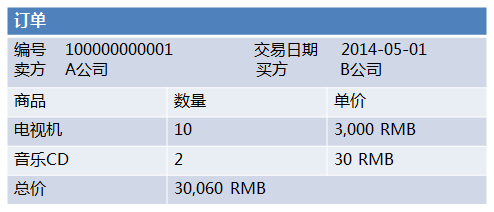 订单
编号 100000000001 交易日期 2014-05-01
卖方 A公司 买方 B公司
商品 数量 单价
电视机 10 3,000 RMB
音乐CD 2 30 RMB
总价 30,060 RMB